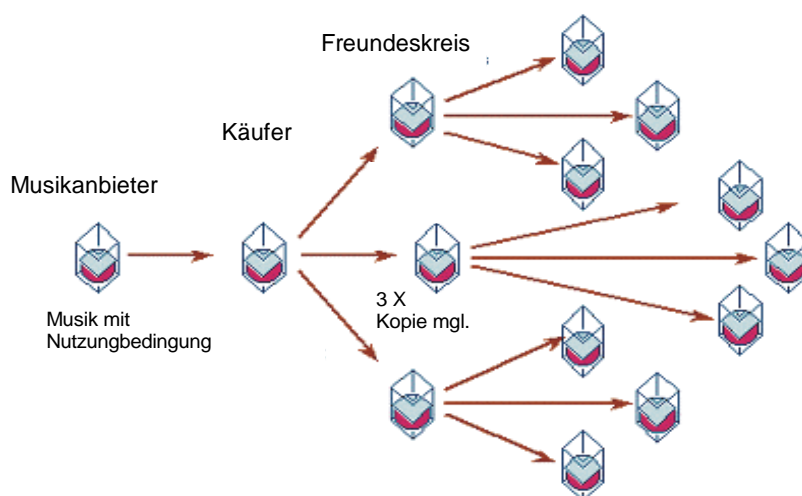 Freundeskreis
Käufer
Musikanbieter
Musik mit
Nutzungbedingung
3 X
Kopie mgl.